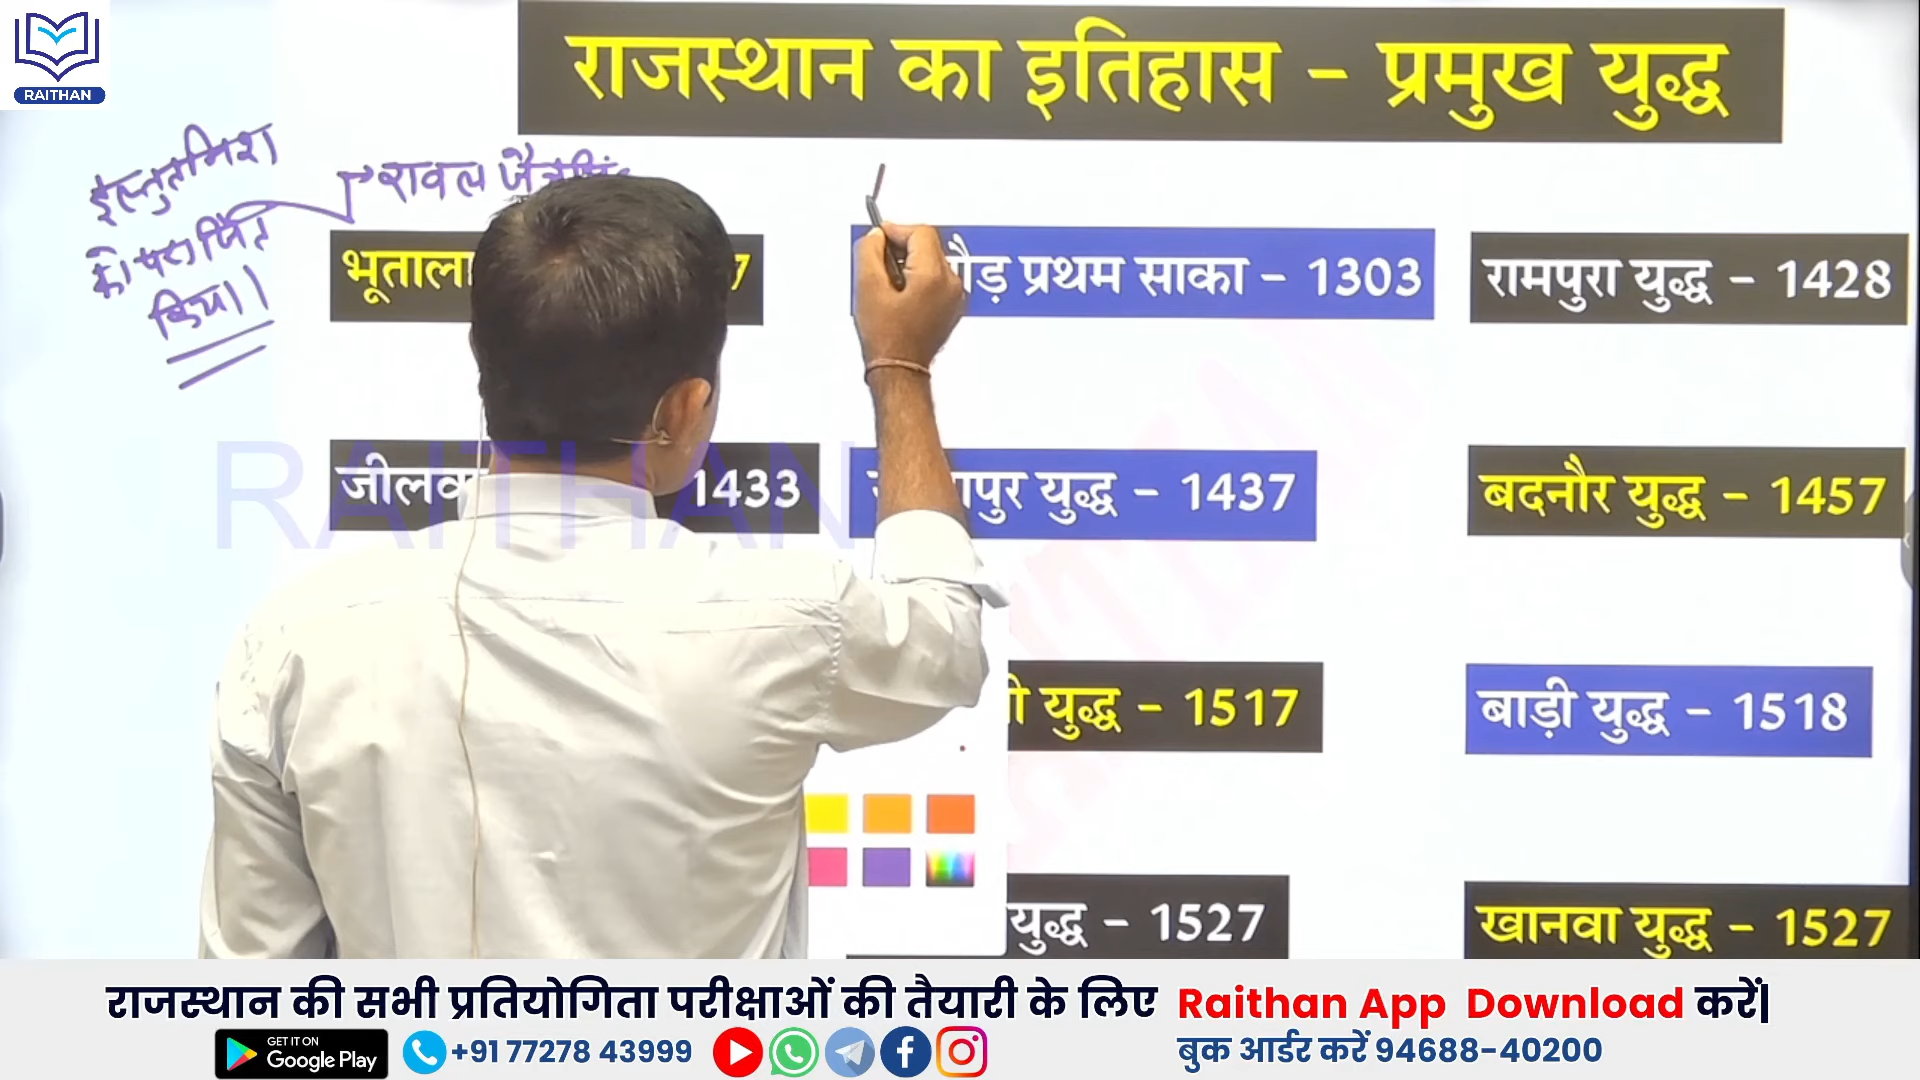 RAITHAN
राजस्थान का इतिहास - प्रमुख युद्ध
इल्तुतमिश
को पराजित
किया।
रावल
गौड़ प्रथम साका - 1303
रामपुरा युद्ध - 1428
1433
युद्ध - 1437
बदनौर युद्ध - 1457
युद्ध - 1517
बाड़ी युद्ध - 1518
युद्ध - 1527
खानवा युद्ध - 1527
RAITHAN
राजस्थान की सभी प्रतियोगिता परीक्षाओं की तैयारी के लिए Raithan App Download करें|
GET IT ON
Google Play
+91 77278 43999
बुक आर्डर करें 94688-40200